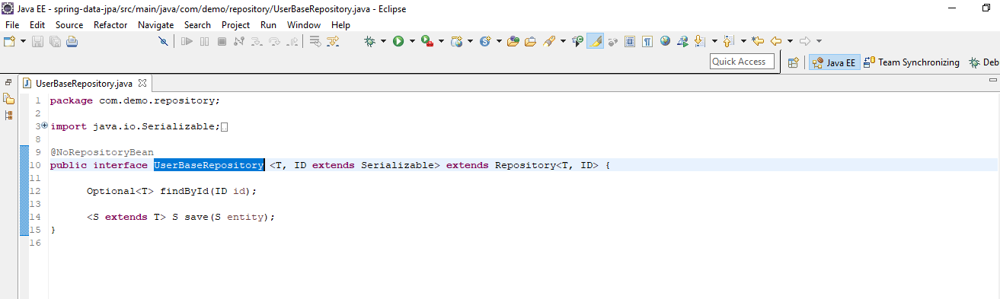 Java EE - spring-data-jpa/src/main/java/com/demo/repository/UserBaseRepository.java - Eclipse
File Edit Source Refactor Navigate Search Project Run Window Help
Quick Access Java EE Team Synchronizing Deb
UserBaseRepository.java
1 package com.demo.repository;
2
3 import java.io.Serializable;
8
9 @NoRepositoryBean
10 public interface UserBaseRepository <T, ID extends Serializable> extends Repository<T, ID> {
11
12 Optional<T> findById(ID id);
13
14 <S extends T> S save(S entity);
15 }
16